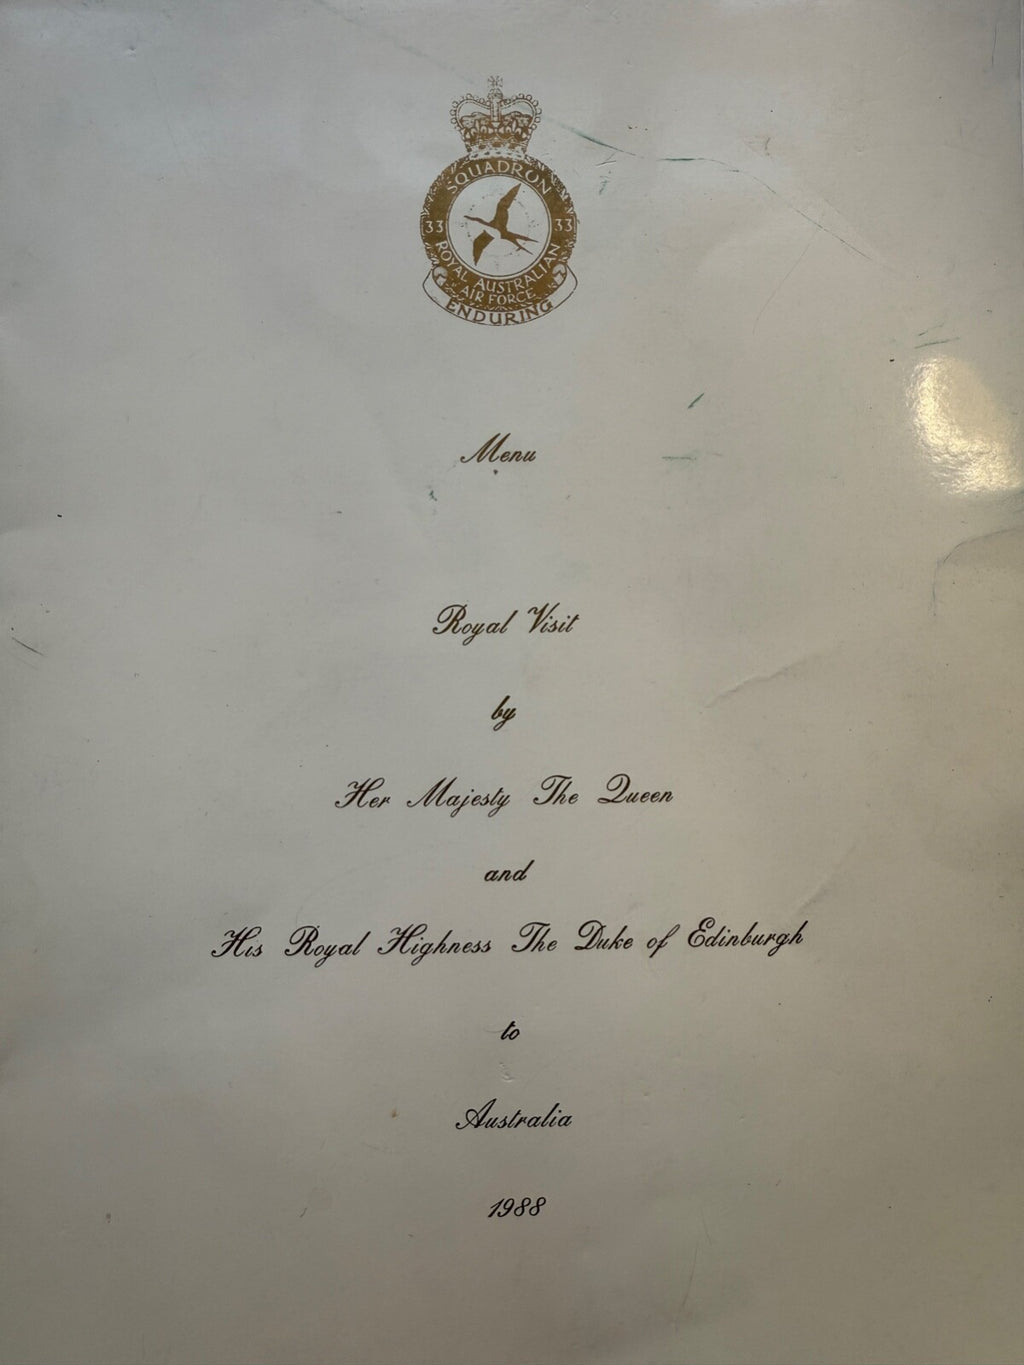 SQUADRON
33 33
ROYAL AUSTRALIAN
AIR FORCE
ENDURING
Menu
Royal Visit
by
Her Majesty The Queen
and
His Royal Highness The Duke of Edinburgh
to
Australia
1988